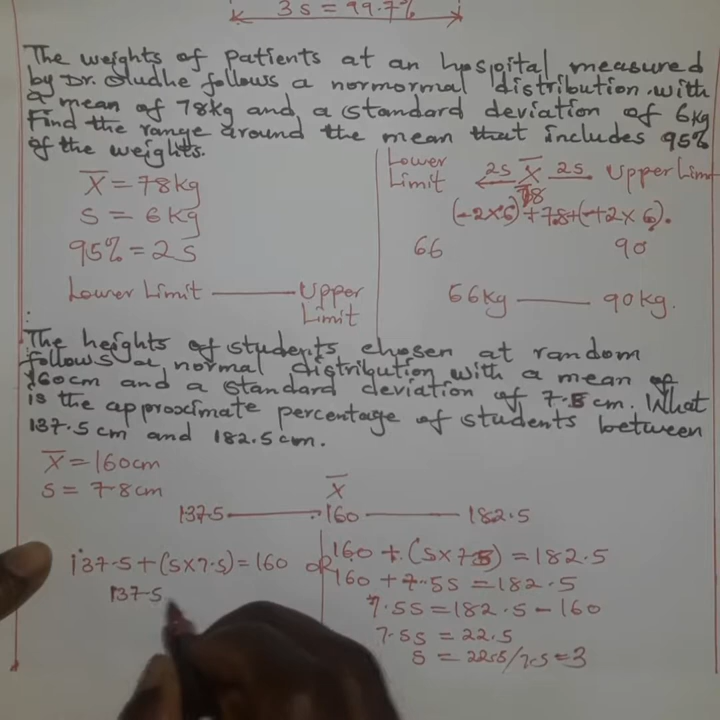 3s = 99.7%
The weights of patients at an hospital measured
by Dr. Oludhe follows a normormal distribution with
a mean of 78kg and a standard deviation of 6kg
Find the range around the mean that includes 95%
of the weights.
X = 78kg
S = 6kg
95% = 2S
Lower Limit Upper
Limit
Lower
Limit 2S X 2S Upper Limit
78
(-2×6)+78+(-+2×6).
66 90
66kg 90kg.
The heights of students chosen at random
follows a normal distribution with a mean of
160cm and a standard deviation of 7.5cm. What
is the approximate percentage of students between
137.5cm and 182.5cm.
X = 160cm
S = 7.8cm
X
137.5 160 182.5
137.5+(S×7.5)=160 OR
137.5
160 + (S×7.5) = 182.5
160 + 7.5S = 182.5
7.5S = 182.5 - 160
7.5S = 22.5
S = 22.5/7.5 = 3